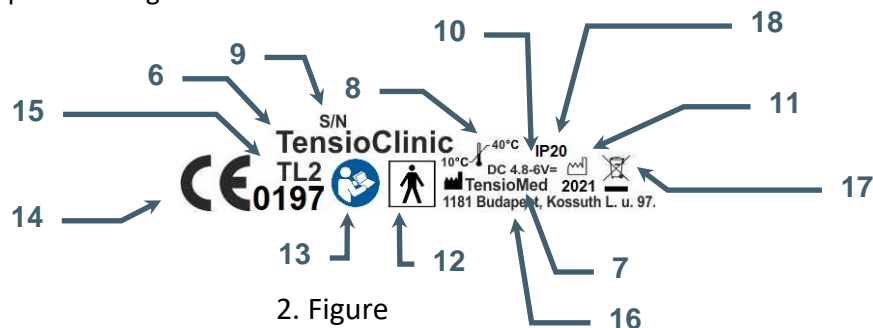 10
18
9
8
11
6
15
S/N
TensioClinic
TL2
0197
10°C
40°C
IP20
DC 4.8-6V=
TensioMed
2021
1181 Budapest, Kossuth L. u. 97.
17
14
13
12
7
16
2. Figure